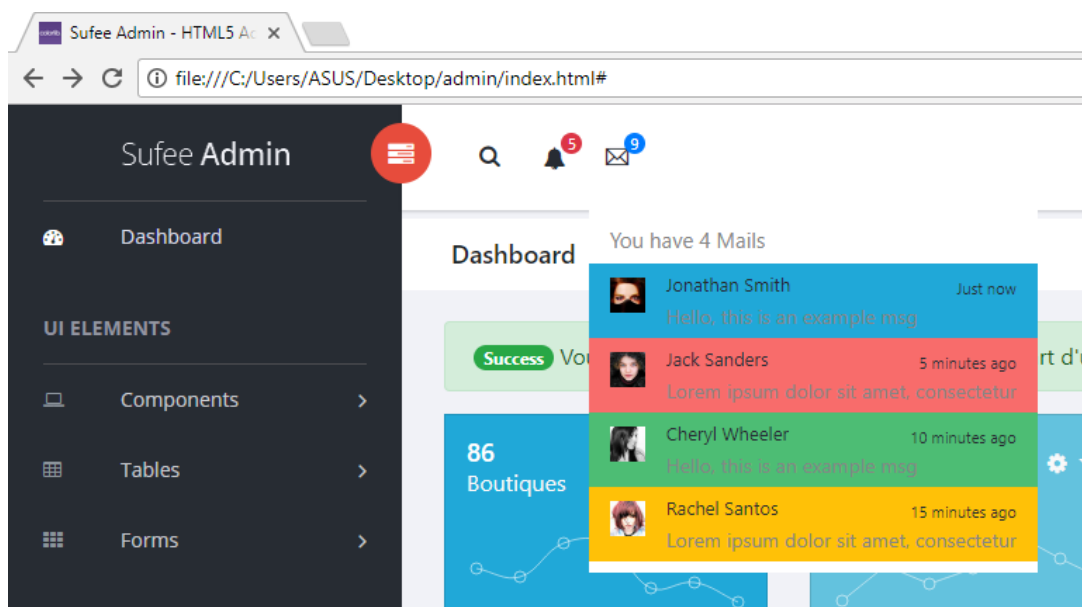 Sufee Admin - HTML5 Ad
file:///C:/Users/ASUS/Desktop/admin/index.html#
Sufee Admin
5
9
Dashboard
UI ELEMENTS
Components
Tables
Forms
Dashboard
You have 4 Mails
Jonathan Smith Just now
Hello, this is an example msg
Jack Sanders 5 minutes ago
Lorem ipsum dolor sit amet, consectetur
Cheryl Wheeler 10 minutes ago
Hello, this is an example msg
Rachel Santos 15 minutes ago
Lorem ipsum dolor sit amet, consectetur
Success Vou rt d'u
86
Boutiques